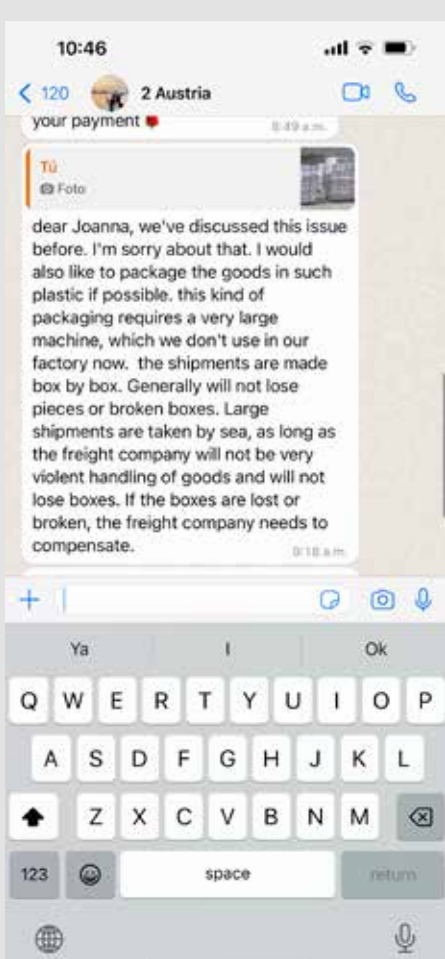 10:46
120
2 Austria
your payment
8:49 a.m.
Tú
Foto
dear Joanna, we've discussed this issue
before. I'm sorry about that. I would
also like to package the goods in such
plastic if possible. this kind of
packaging requires a very large
machine, which we don't use in our
factory now.  the shipments are made
box by box. Generally will not lose
pieces or broken boxes. Large
shipments are taken by sea, as long as
the freight company will not be very
violent handling of goods and will not
lose boxes. If the boxes are lost or
broken, the freight company needs to
compensate.
9:18 a.m.
Ya I Ok
Q W E R T Y U I O P
A S D F G H J K L
Z X C V B N M
123 space return